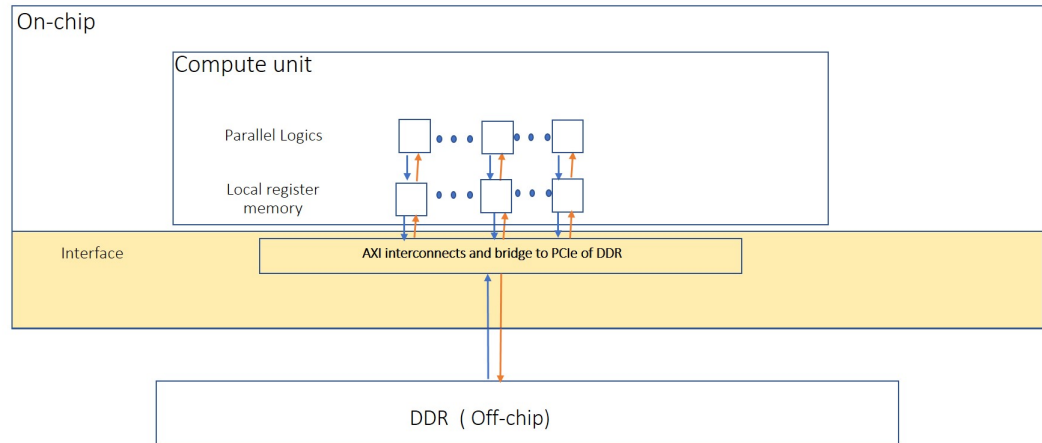 On-chip
Compute unit
Parallel Logics
Local register
memory
Interface
AXI interconnects and bridge to PCIe of DDR
DDR ( Off-chip)